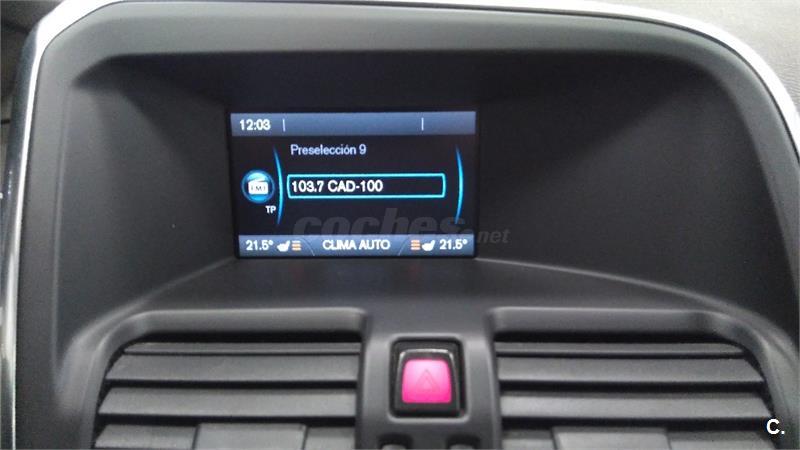 12:03
Preselección 9
FM1
103.7 CAD-100
TP
coches.net
21.5° CLIMA AUTO 21.5°
C.